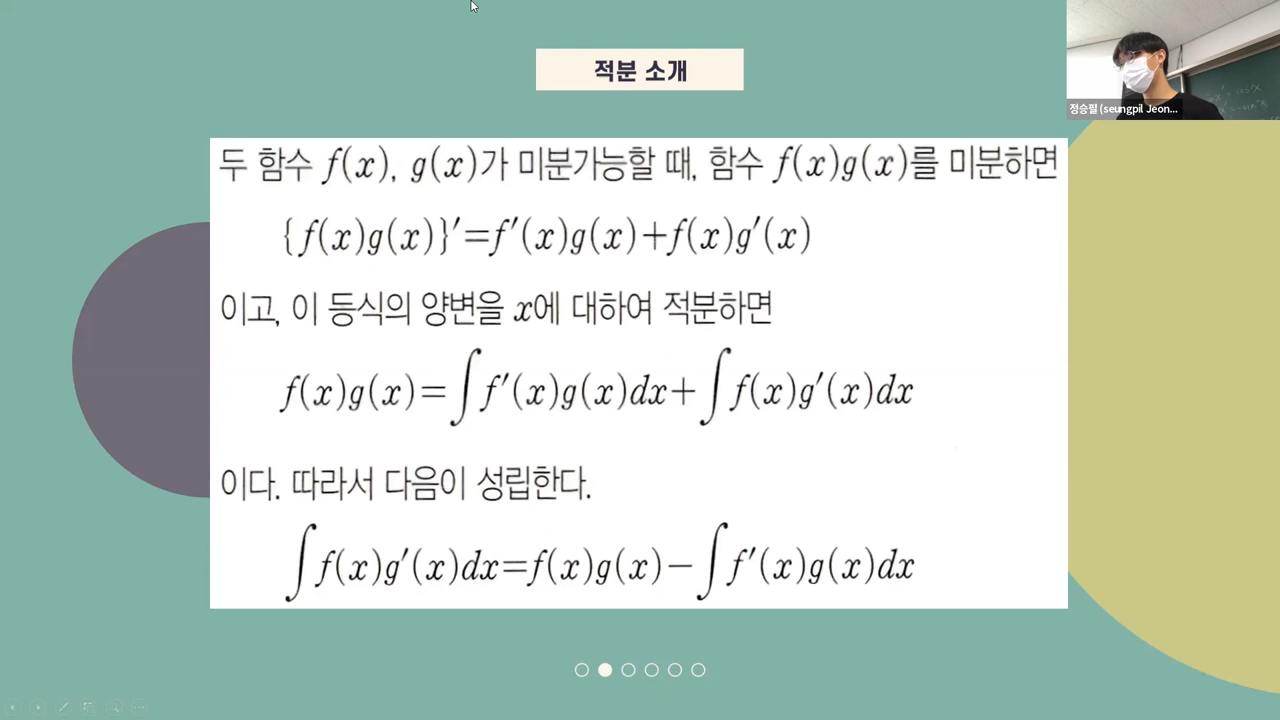 적분 소개
정승필 (seungpil Jeon...
두 함수 f(x), g(x)가 미분가능할 때, 함수 f(x)g(x)를 미분하면
{f(x)g(x)}′=f′(x)g(x)+f(x)g′(x)
이고, 이 등식의 양변을 x에 대하여 적분하면
f(x)g(x)=∫f′(x)g(x)dx+∫f(x)g′(x)dx
이다. 따라서 다음이 성립한다.
∫f(x)g′(x)dx=f(x)g(x)−∫f′(x)g(x)dx